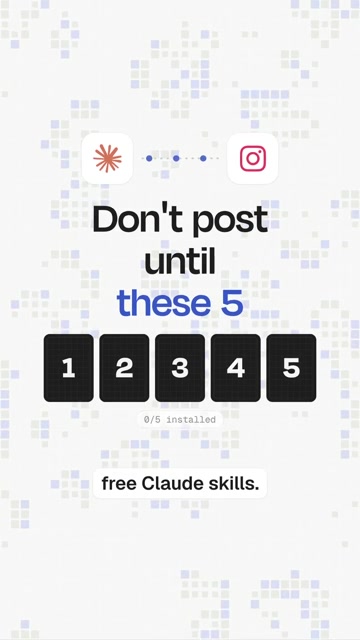 Don't post
until
these 5
1 2 3 4 5
0/5 installed
free Claude skills.